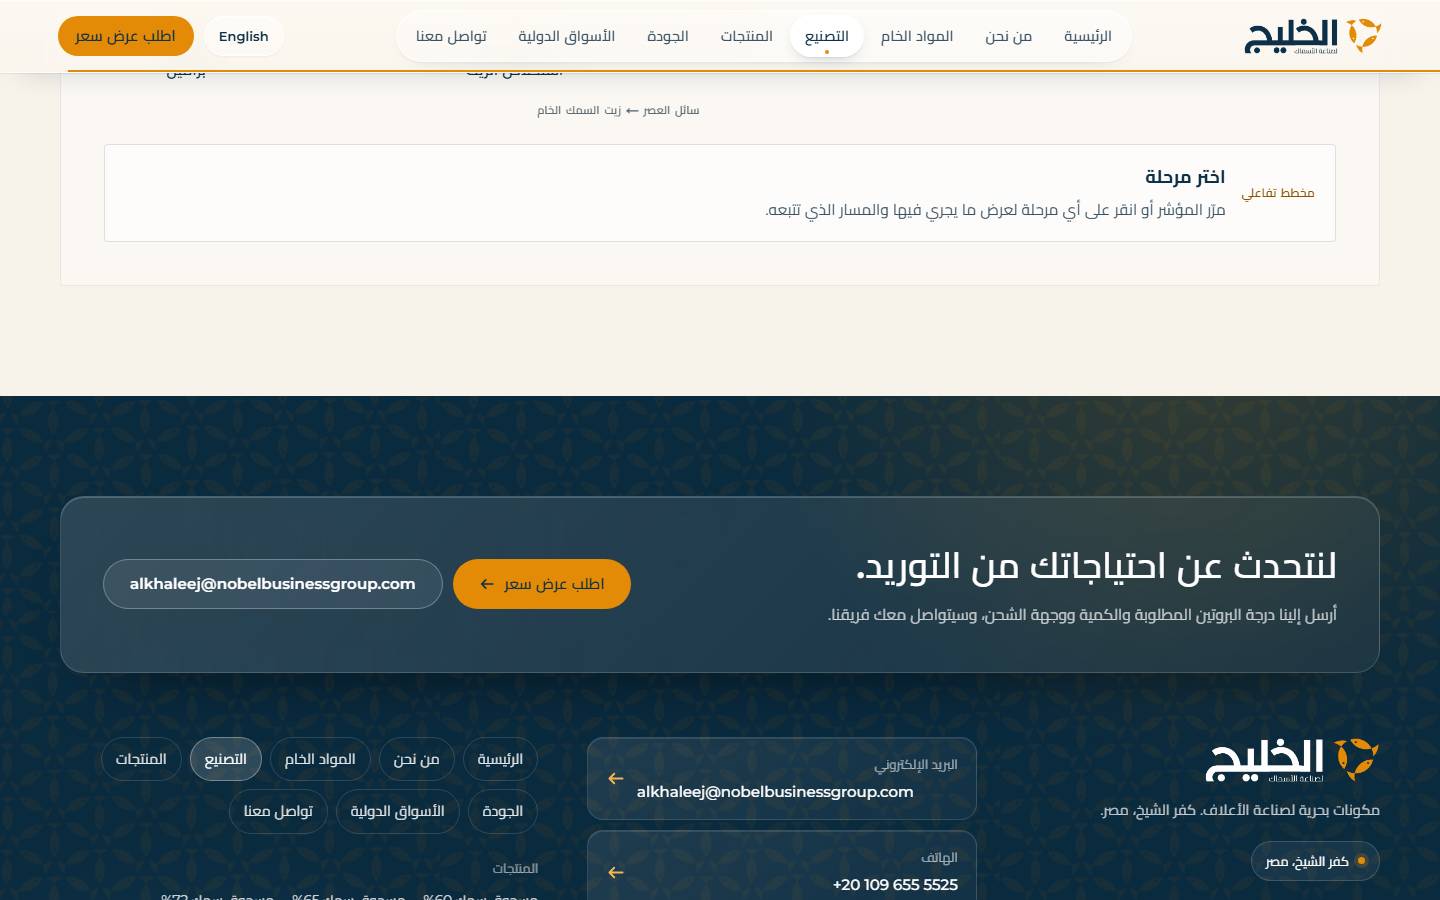 الخليج
لصناعة الأسماك
الرئيسية
من نحن
المواد الخام
التصنيع
المنتجات
الجودة
الأسواق الدولية
تواصل معنا
English
اطلب عرض سعر
سائل العصر ← زيت السمك الخام
مخطط تفاعلي
اختر مرحلة
مرّر المؤشر أو انقر على أي مرحلة لعرض ما يجري فيها والمسار الذي تتبعه.
لنتحدث عن احتياجاتك من التوريد.
أرسل إلينا درجة البروتين المطلوبة والكمية ووجهة الشحن، وسيتواصل معك فريقنا.
اطلب عرض سعر ←
alkhaleej@nobelbusinessgroup.com
الخليج
لصناعة الأسماك
مكونات بحرية لصناعة الأعلاف. كفر الشيخ، مصر.
كفر الشيخ، مصر
البريد الإلكتروني
alkhaleej@nobelbusinessgroup.com
الهاتف
+20 109 655 5525
الرئيسية
من نحن
المواد الخام
التصنيع
المنتجات
الجودة
الأسواق الدولية
تواصل معنا
المنتجات